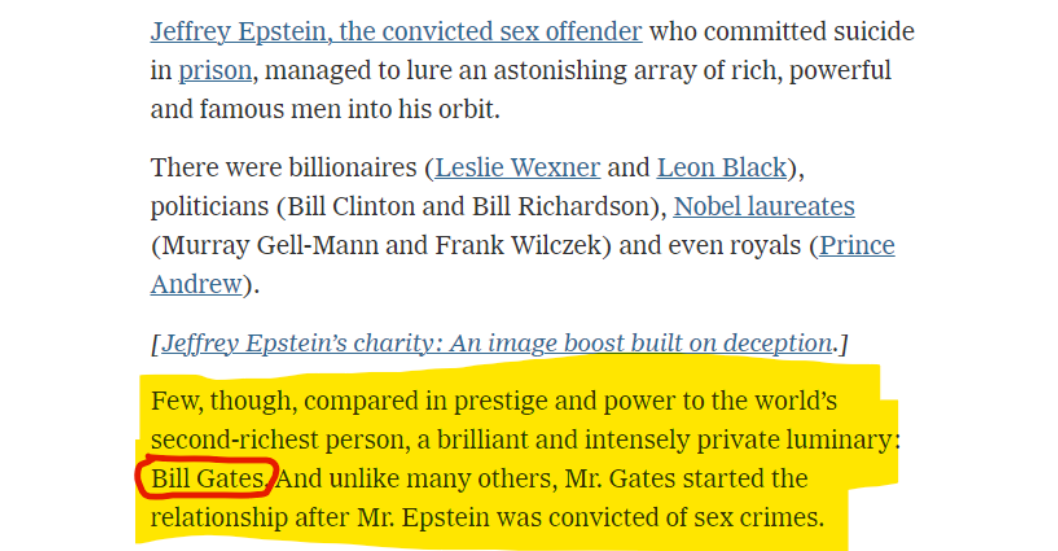 Jeffrey Epstein, the convicted sex offender who committed suicide
in prison, managed to lure an astonishing array of rich, powerful
and famous men into his orbit.
There were billionaires (Leslie Wexner and Leon Black),
politicians (Bill Clinton and Bill Richardson), Nobel laureates
(Murray Gell-Mann and Frank Wilczek) and even royals (Prince
Andrew).
[Jeffrey Epstein’s charity: An image boost built on deception.]
Few, though, compared in prestige and power to the world’s
second-richest person, a brilliant and intensely private luminary:
Bill Gates. And unlike many others, Mr. Gates started the
relationship after Mr. Epstein was convicted of sex crimes.